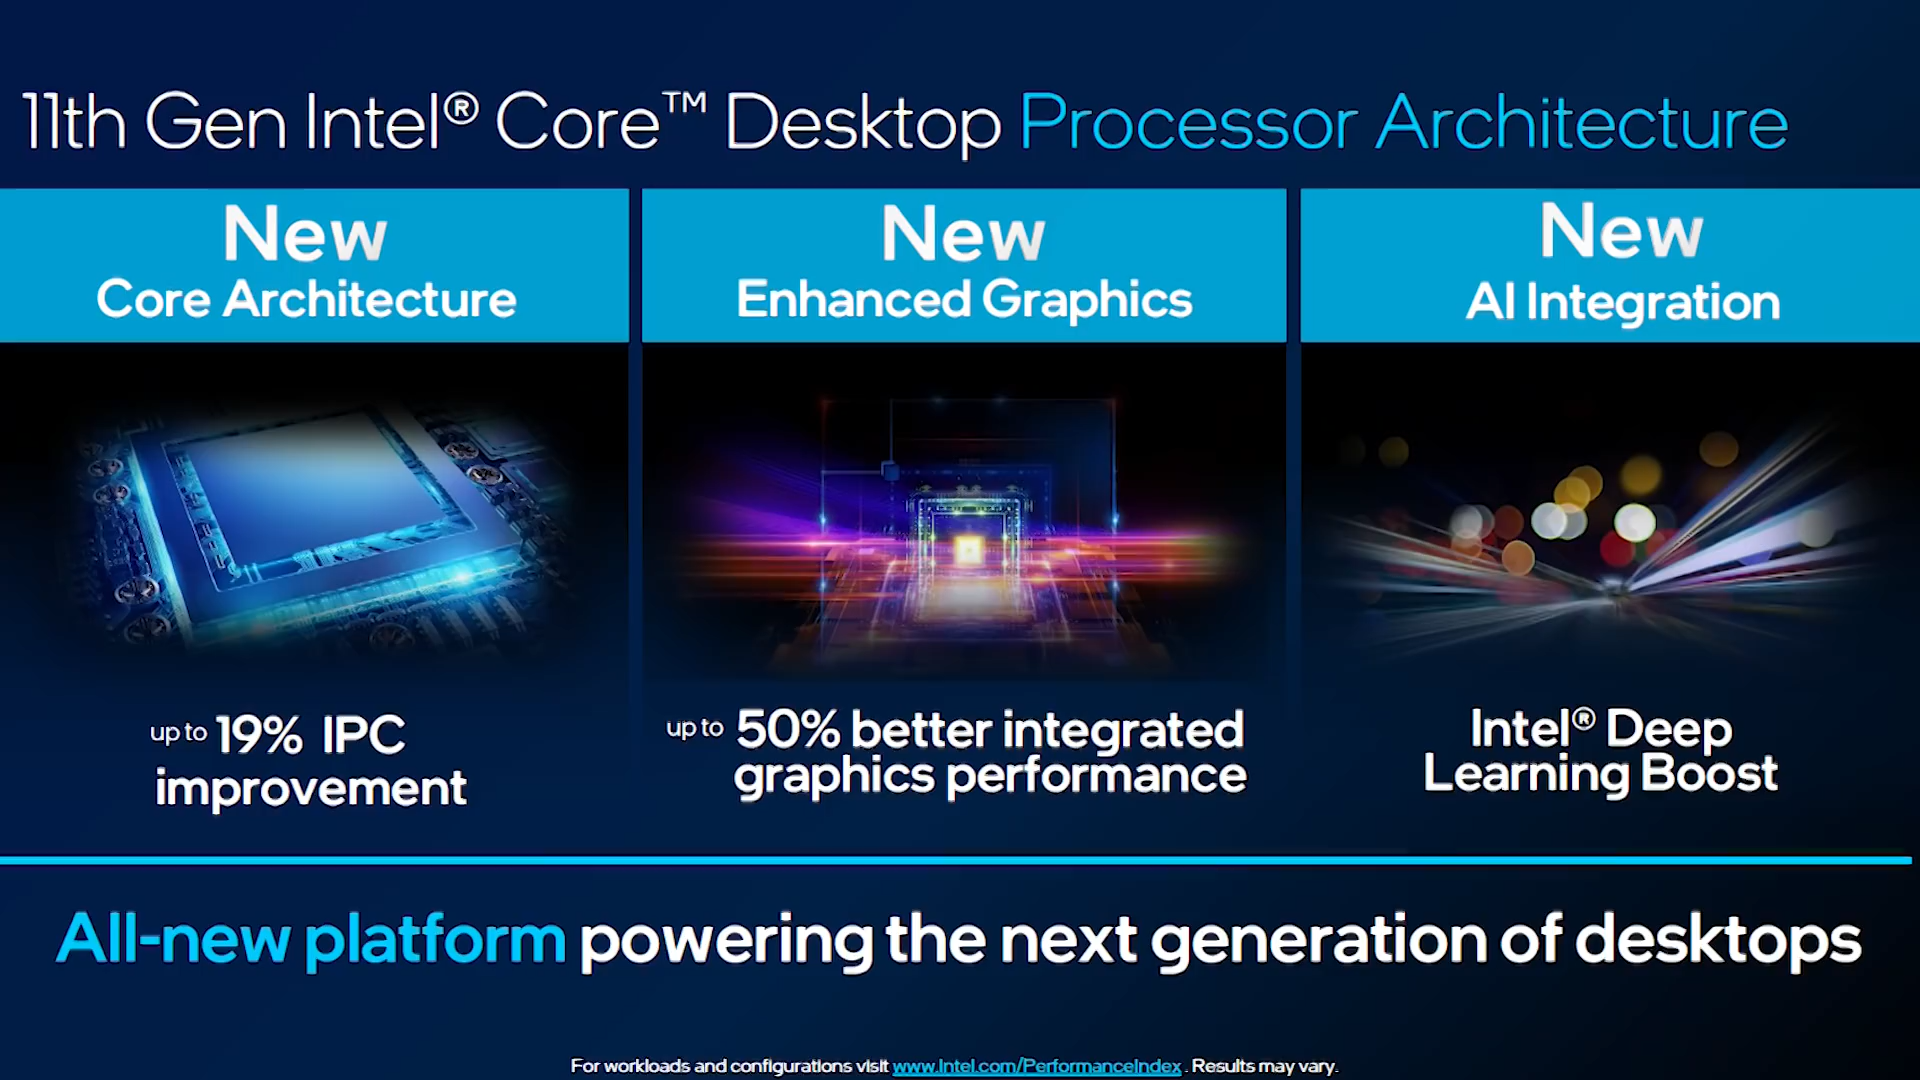 11th Gen Intel® Core™ Desktop Processor Architecture
New
Core Architecture
New
Enhanced Graphics
New
AI Integration
up to 19% IPC
improvement
up to 50% better integrated
graphics performance
Intel® Deep
Learning Boost
All-new platform powering the next generation of desktops
For workloads and configurations visit www.Intel.com/PerformanceIndex. Results may vary.